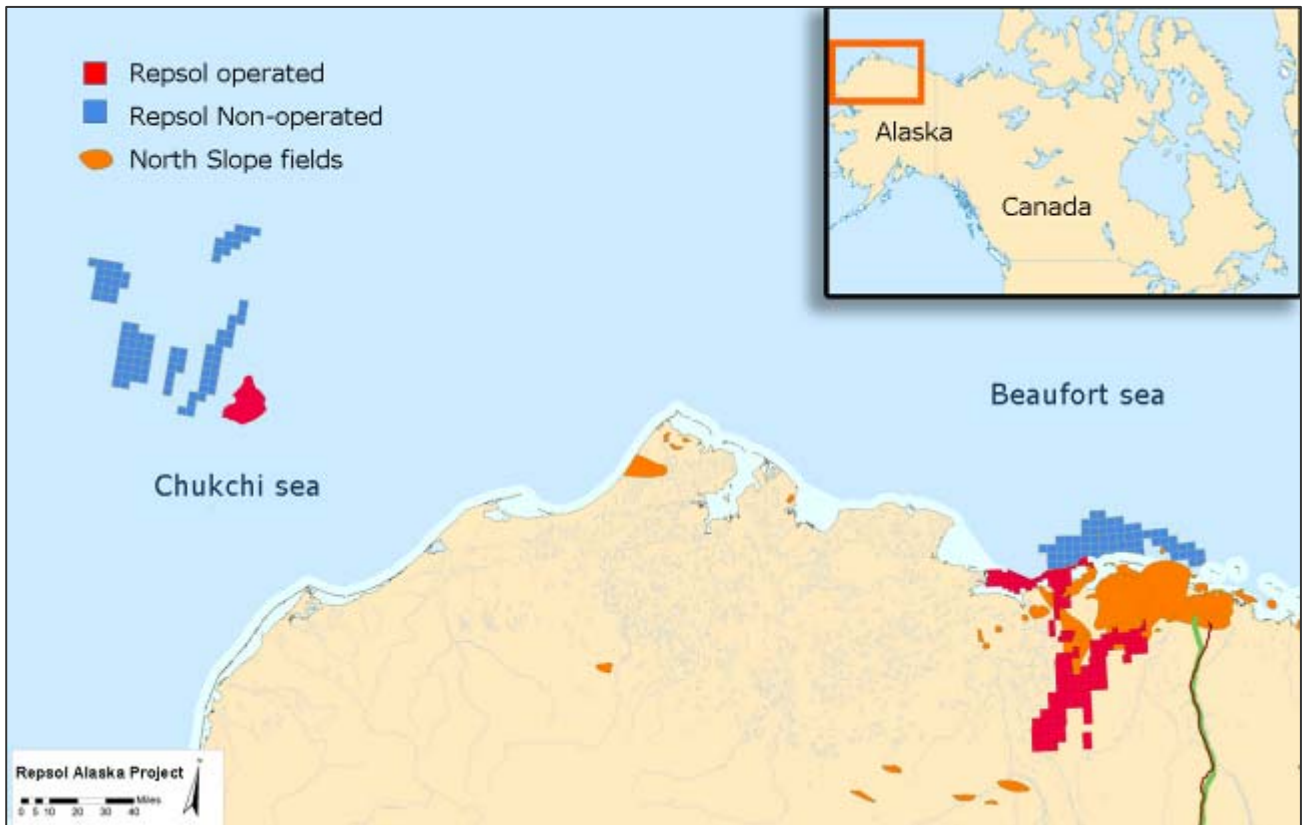 Repsol operated
Repsol Non-operated
North Slope fields
Alaska
Canada
Beaufort sea
Chukchi sea
Repsol Alaska Project
Miles
0 5 10 20 30 40